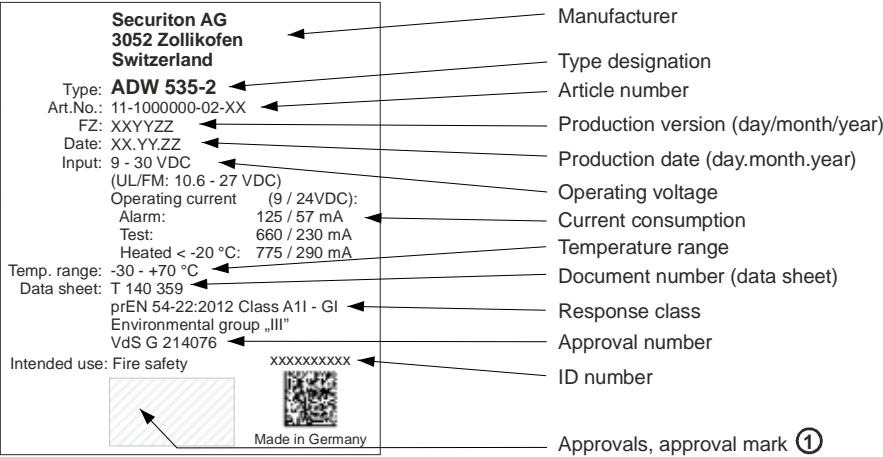 Securiton AG
3052 Zollikofen
Switzerland
Manufacturer
Type: ADW 535-2
Type designation
Art.No.: 11-1000000-02-XX
Article number
FZ: XXYYZZ
Production version (day/month/year)
Date: XX.YY.ZZ
Production date (day.month.year)
Input: 9 - 30 VDC
(UL/FM: 10.6 - 27 VDC)
Operating voltage
Operating current (9 / 24VDC):
Alarm: 125 / 57 mA
Current consumption
Test: 660 / 230 mA
Heated < -20 °C: 775 / 290 mA
Temperature range
Temp. range: -30 - +70 °C
Data sheet: T 140 359
Document number (data sheet)
prEN 54-22:2012 Class A1I - GI
Response class
Environmental group „III”
VdS G 214076
Approval number
Intended use: Fire safety
xxxxxxxxxx
ID number
Made in Germany
Approvals, approval mark ①